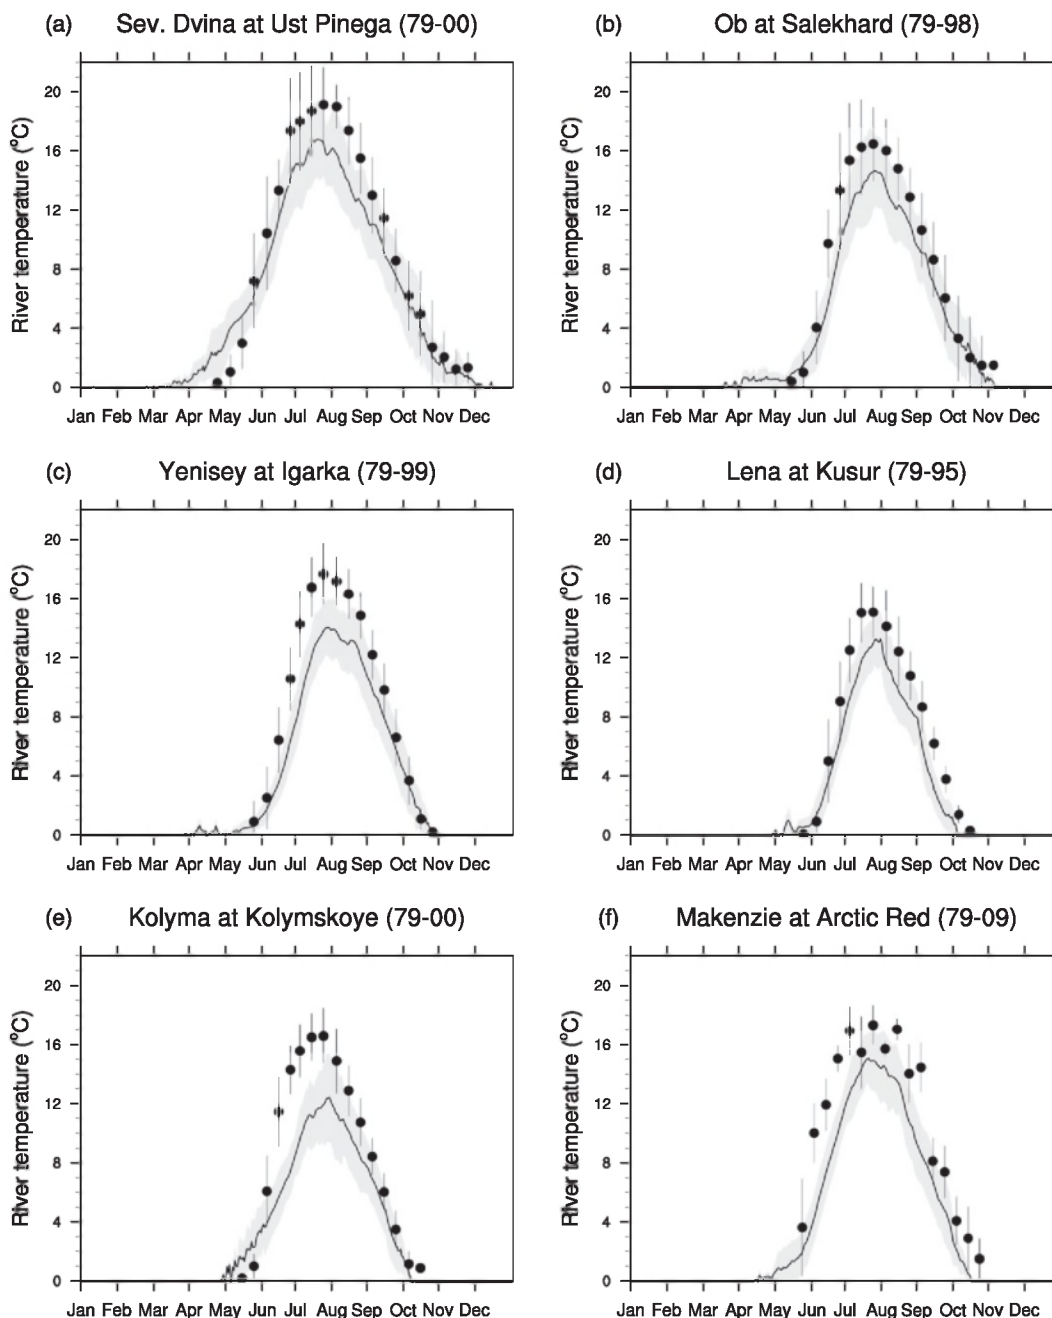 (a) Sev. Dvina at Ust Pinega (79-00)
(b) Ob at Salekhard (79-98)
River temperature (°C)
20
16
12
8
4
0
Jan Feb Mar Apr May Jun Jul Aug Sep Oct Nov Dec
River temperature (°C)
20
16
12
8
4
0
Jan Feb Mar Apr May Jun Jul Aug Sep Oct Nov Dec
(c) Yenisey at Igarka (79-99)
(d) Lena at Kusur (79-95)
River temperature (°C)
20
16
12
8
4
0
Jan Feb Mar Apr May Jun Jul Aug Sep Oct Nov Dec
River temperature (°C)
20
16
12
8
4
0
Jan Feb Mar Apr May Jun Jul Aug Sep Oct Nov Dec
(e) Kolyma at Kolymskoye (79-00)
(f) Makenzie at Arctic Red (79-09)
River temperature (°C)
20
16
12
8
4
0
Jan Feb Mar Apr May Jun Jul Aug Sep Oct Nov Dec
River temperature (°C)
20
16
12
8
4
0
Jan Feb Mar Apr May Jun Jul Aug Sep Oct Nov Dec